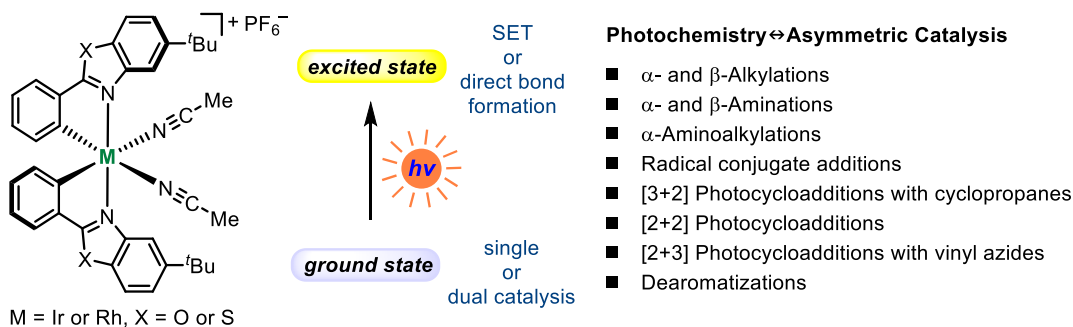 X
tBu
+ PF6−
N
N≡C
Me
M
N≡C
Me
N
X
tBu
M = Ir or Rh, X = O or S
excited state
SET
or
direct bond
formation
hν
ground state
single
or
dual catalysis
Photochemistry↔Asymmetric Catalysis
■ α- and β-Alkylations
■ α- and β-Aminations
■ α-Aminoalkylations
■ Radical conjugate additions
■ [3+2] Photocycloadditions with cyclopropanes
■ [2+2] Photocycloadditions
■ [2+3] Photocycloadditions with vinyl azides
■ Dearomatizations